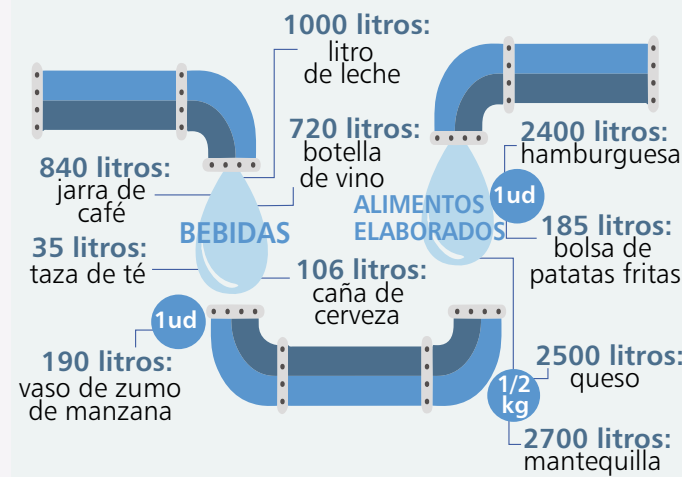 1000 litros:
litro
de leche
720 litros:
botella
de vino
840 litros:
jarra de
café
BEBIDAS
35 litros:
taza de té
106 litros:
caña de
cerveza
1ud
190 litros:
vaso de zumo
de manzana
2400 litros:
hamburguesa
1ud
ALIMENTOS
ELABORADOS
185 litros:
bolsa de
patatas fritas
2500 litros:
queso
1/2
kg
2700 litros:
mantequilla